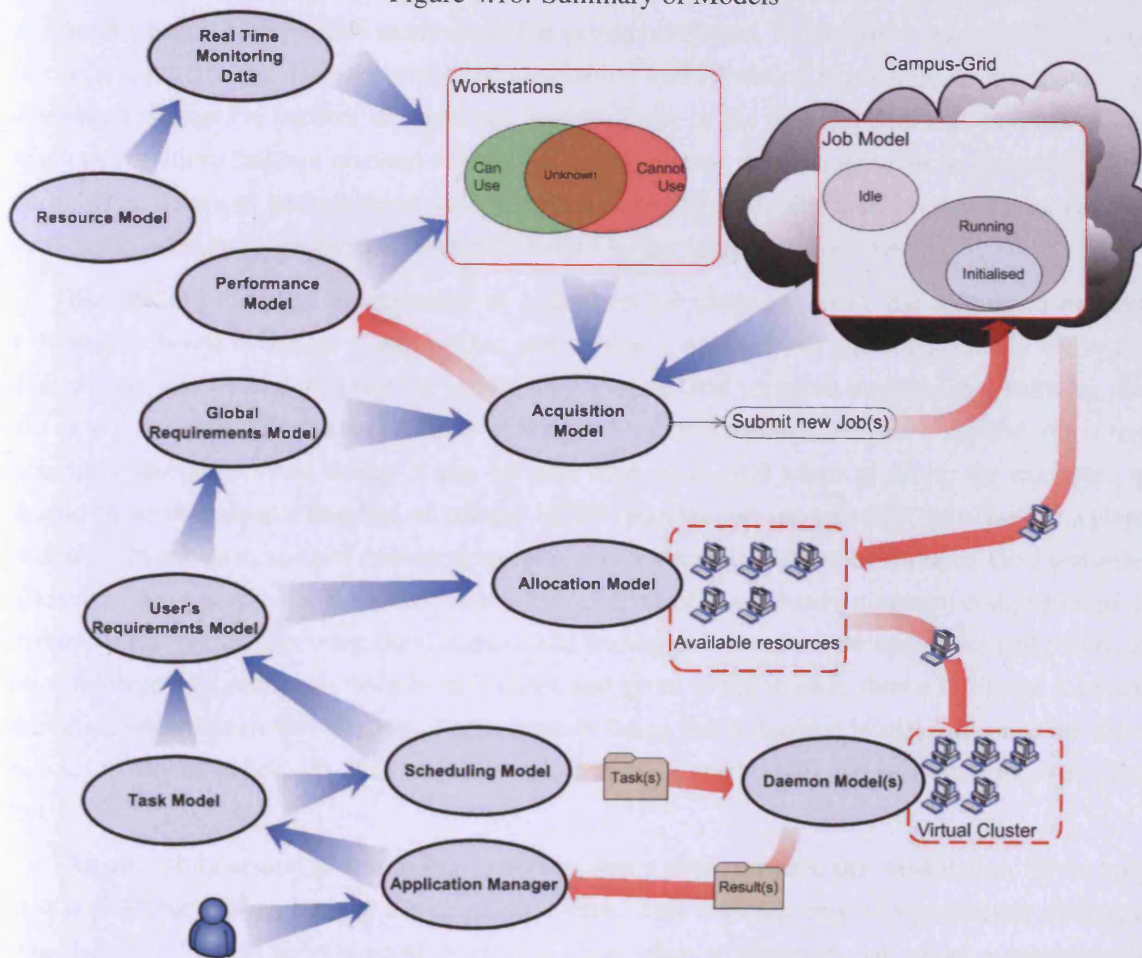 Figure 4.18: Summary of Models
Real Time
Monitoring
Data
Workstations
Can
Use
Unknown
Cannot
Use
Campus-Grid
Job Model
Idle
Running
Initialised
Resource Model
Performance
Model
Global
Requirements Model
Acquisition
Model
Submit new Job(s)
User's
Requirements Model
Allocation Model
Available resources
Task Model
Scheduling Model
Task(s)
Daemon Model(s)
Virtual Cluster
Application Manager
Result(s)